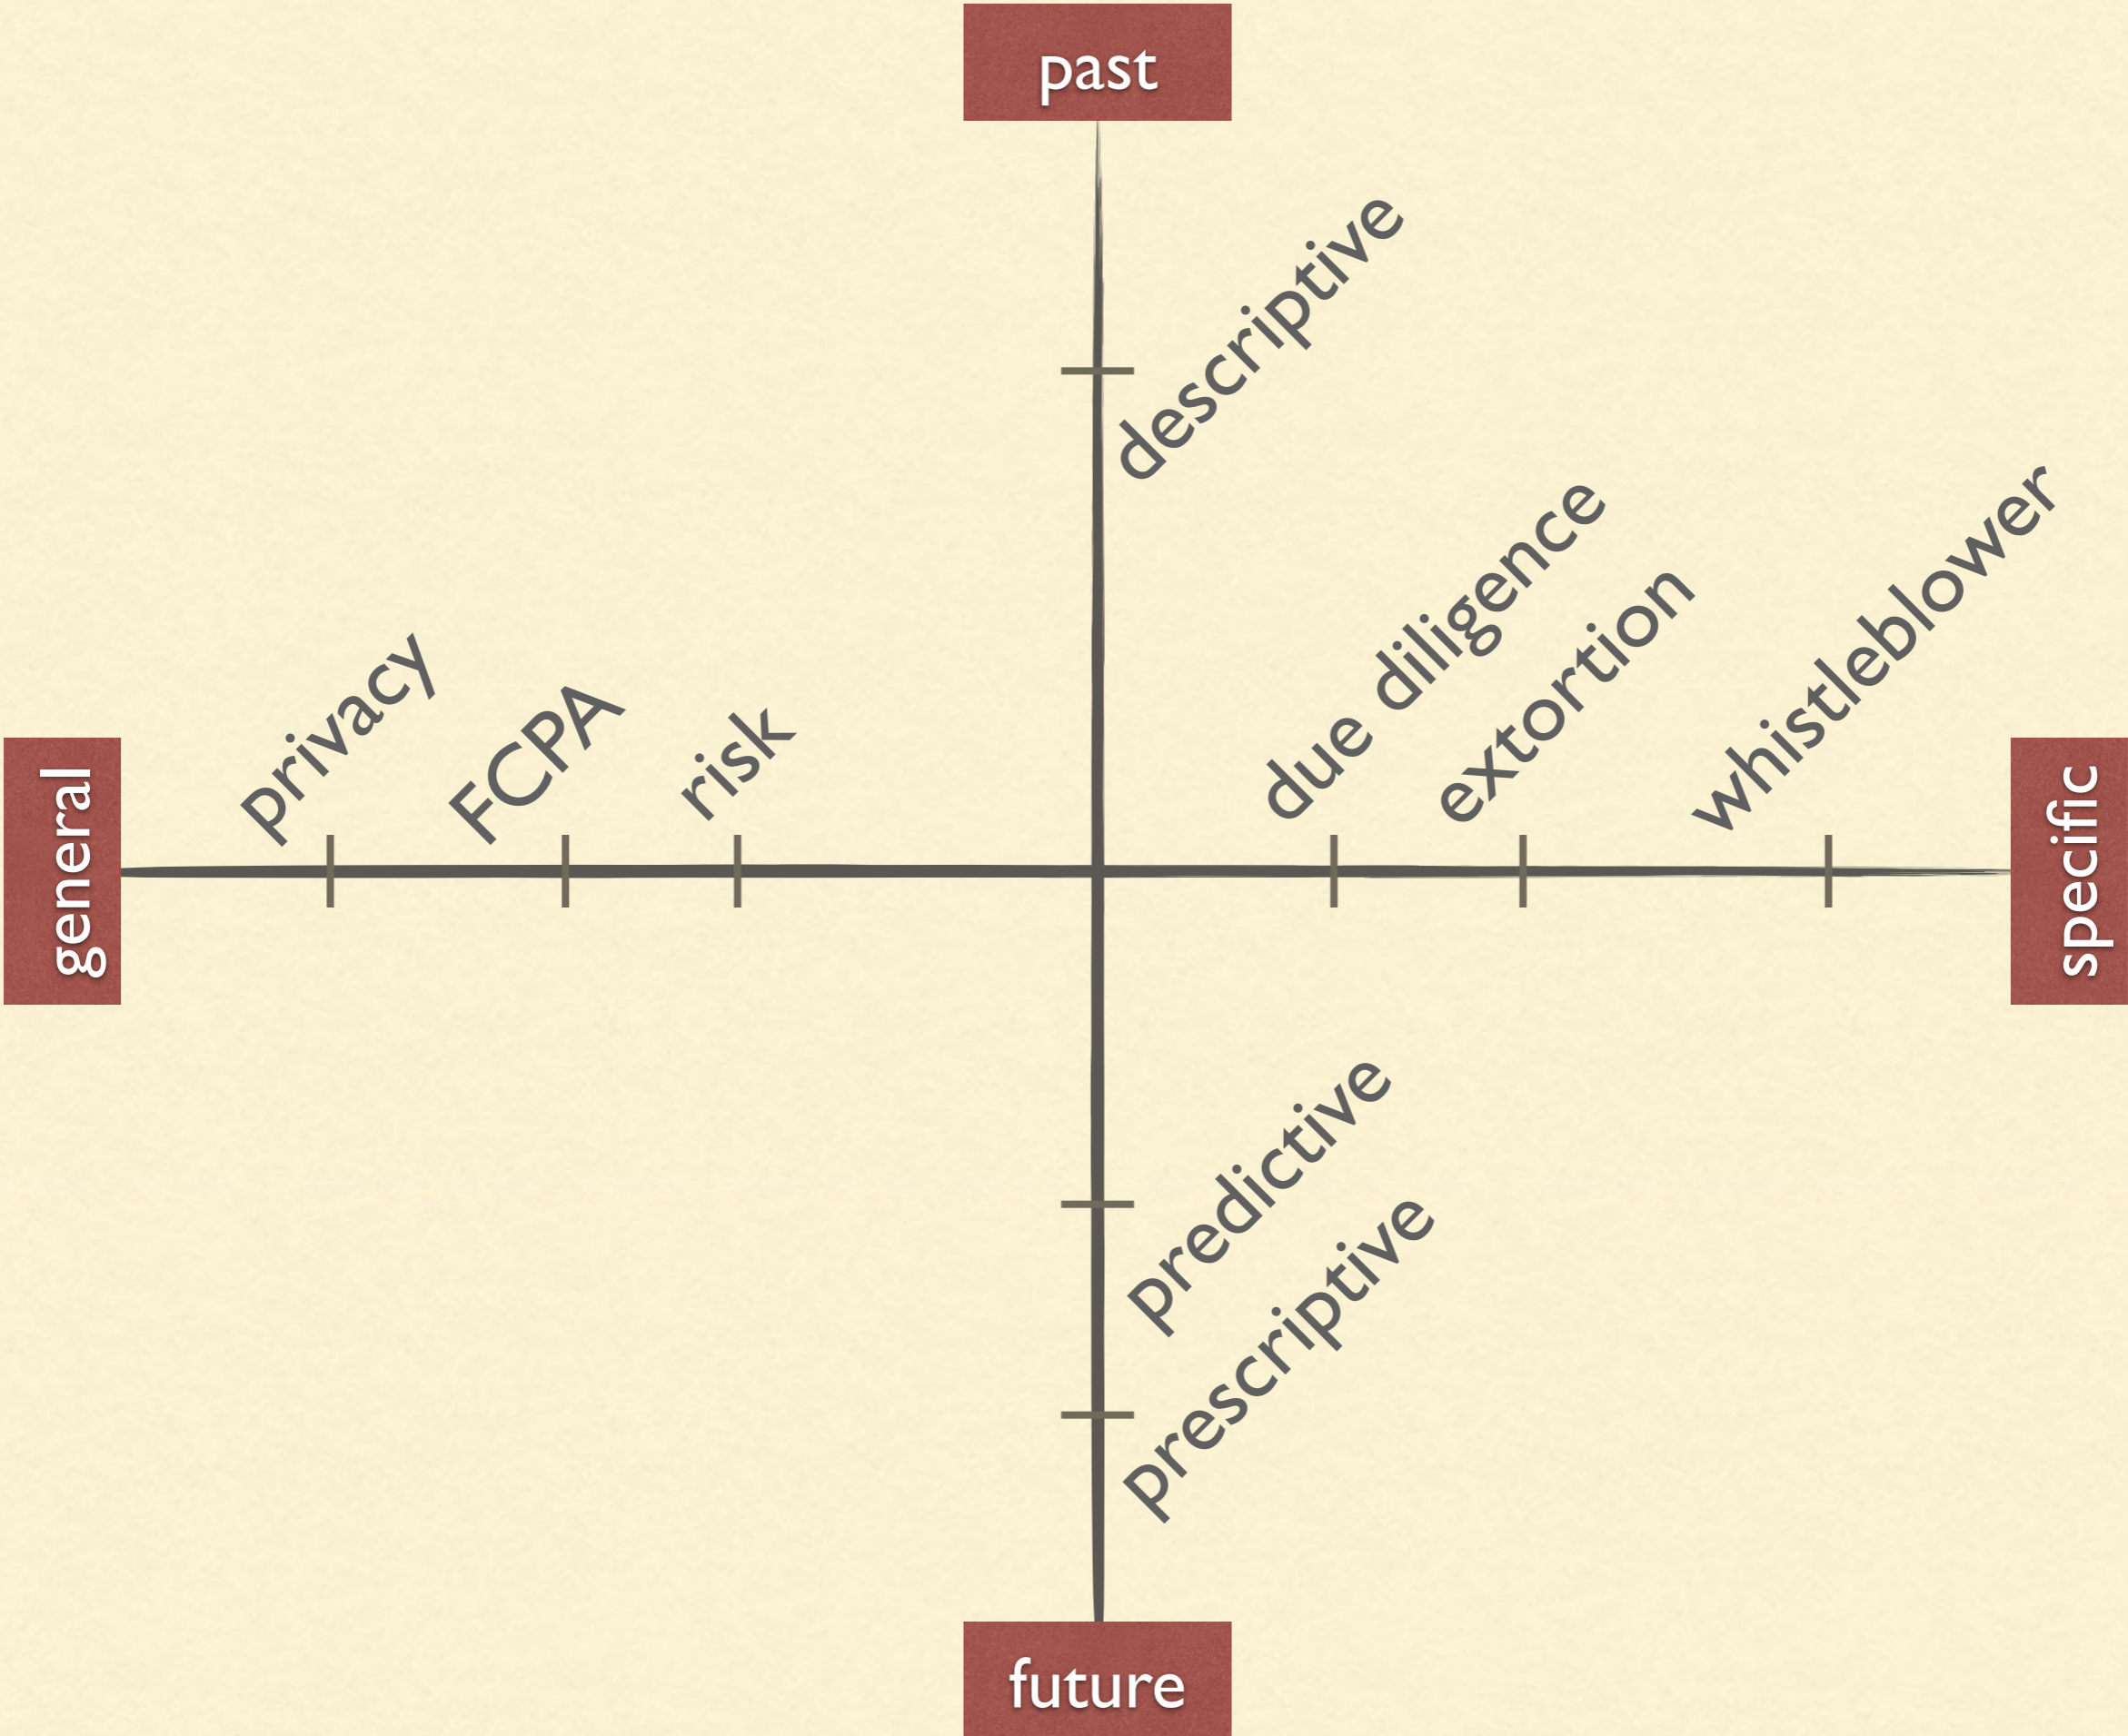 past
descriptive
due diligence
extortion
whistleblower
privacy
FCPA
risk
general
specific
predictive
prescriptive
future